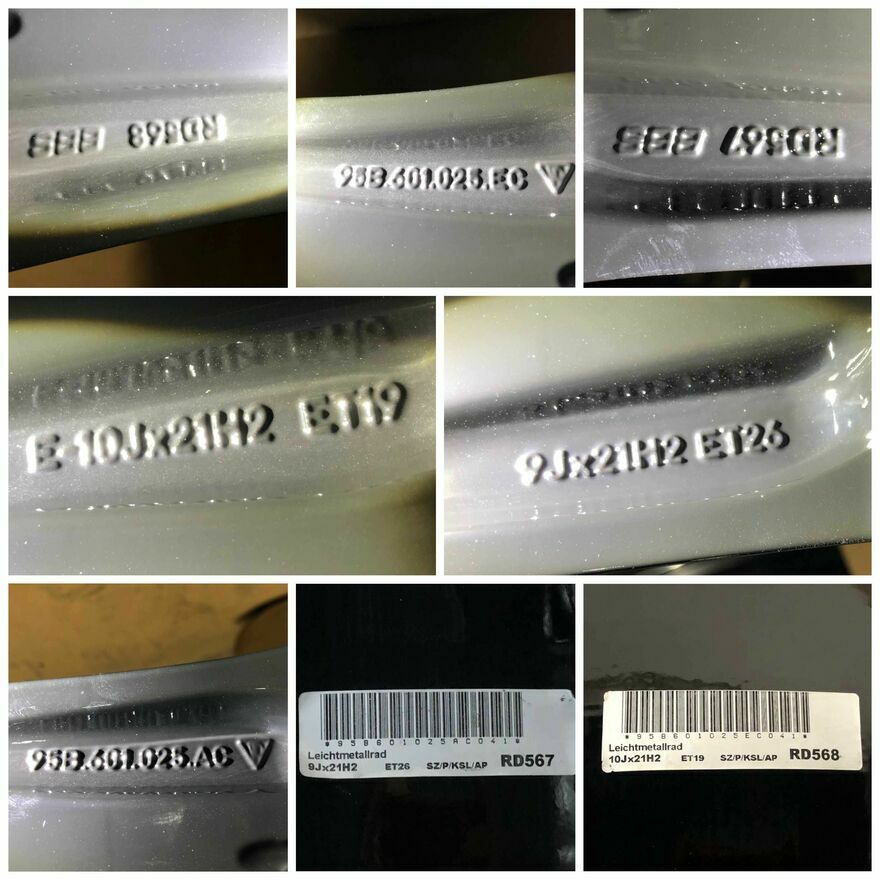 RD568 BBS
95B.601.025.EC
RD567 BBS
E 10Jx21H2 ET19
9Jx21H2 ET26
95B.601.025.AC
*95B601025AC041*
Leichtmetallrad
9Jx21H2 ET26 SZ/P/KSL/AP RD567
*95B601025EC041*
Leichtmetallrad
10Jx21H2 ET19 SZ/P/KSL/AP RD568